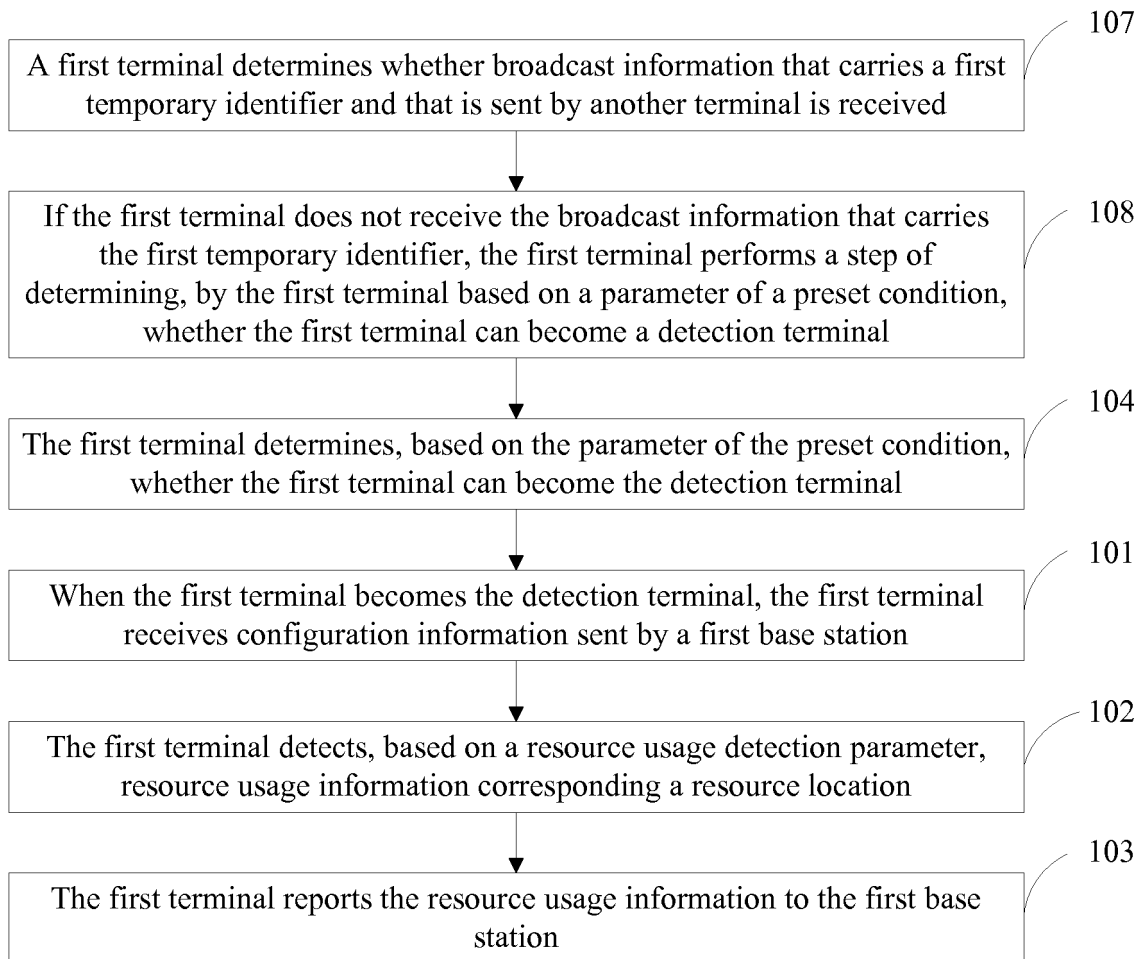 107
A first terminal determines whether broadcast information that carries a first
temporary identifier and that is sent by another terminal is received
108
If the first terminal does not receive the broadcast information that carries
the first temporary identifier, the first terminal performs a step of
determining, by the first terminal based on a parameter of a preset condition,
whether the first terminal can become a detection terminal
104
The first terminal determines, based on the parameter of the preset condition,
whether the first terminal can become the detection terminal
101
When the first terminal becomes the detection terminal, the first terminal
receives configuration information sent by a first base station
102
The first terminal detects, based on a resource usage detection parameter,
resource usage information corresponding a resource location
103
The first terminal reports the resource usage information to the first base
station